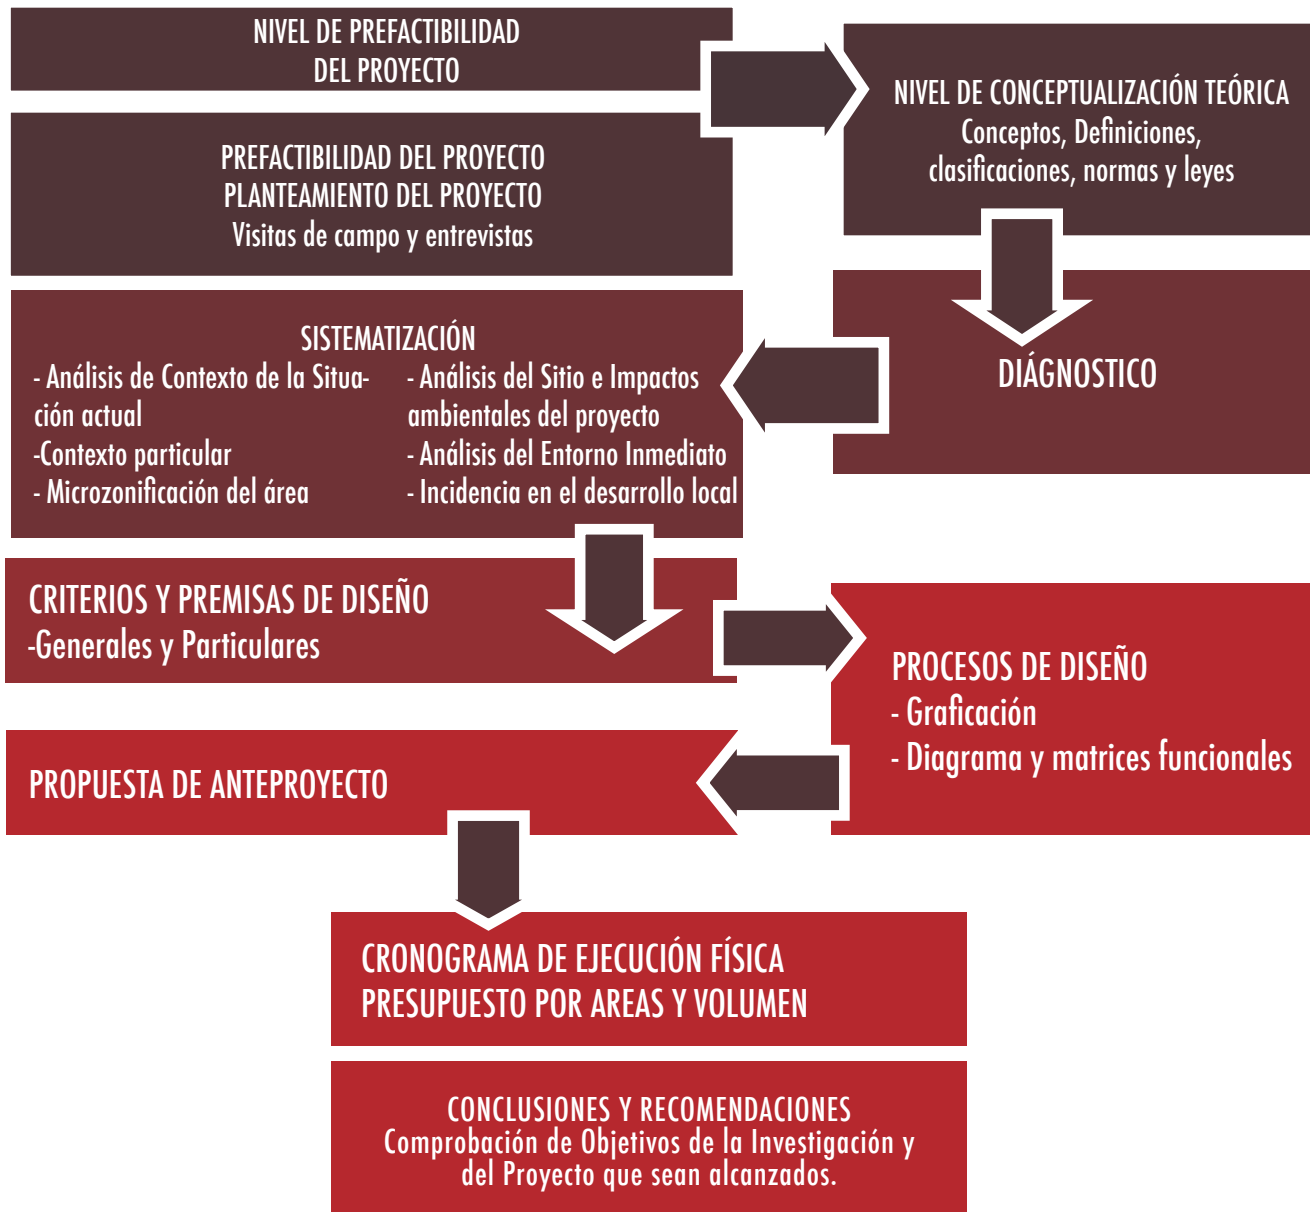 NIVEL DE PREFACTIBILIDAD
DEL PROYECTO
PREFACTIBILIDAD DEL PROYECTO
PLANTEAMIENTO DEL PROYECTO
Visitas de campo y entrevistas
NIVEL DE CONCEPTUALIZACIÓN TEÓRICA
Conceptos, Definiciones,
clasificaciones, normas y leyes
DIÁGNOSTICO
SISTEMATIZACIÓN
- Análisis de Contexto de la Situa-
ción actual
-Contexto particular
- Microzonificación del área
- Análisis del Sitio e Impactos
ambientales del proyecto
- Análisis del Entorno Inmediato
- Incidencia en el desarrollo local
CRITERIOS Y PREMISAS DE DISEÑO
-Generales y Particulares
PROCESOS DE DISEÑO
- Graficación
- Diagrama y matrices funcionales
PROPUESTA DE ANTEPROYECTO
CRONOGRAMA DE EJECUCIÓN FÍSICA
PRESUPUESTO POR AREAS Y VOLUMEN
CONCLUSIONES Y RECOMENDACIONES
Comprobación de Objetivos de la Investigación y
del Proyecto que sean alcanzados.